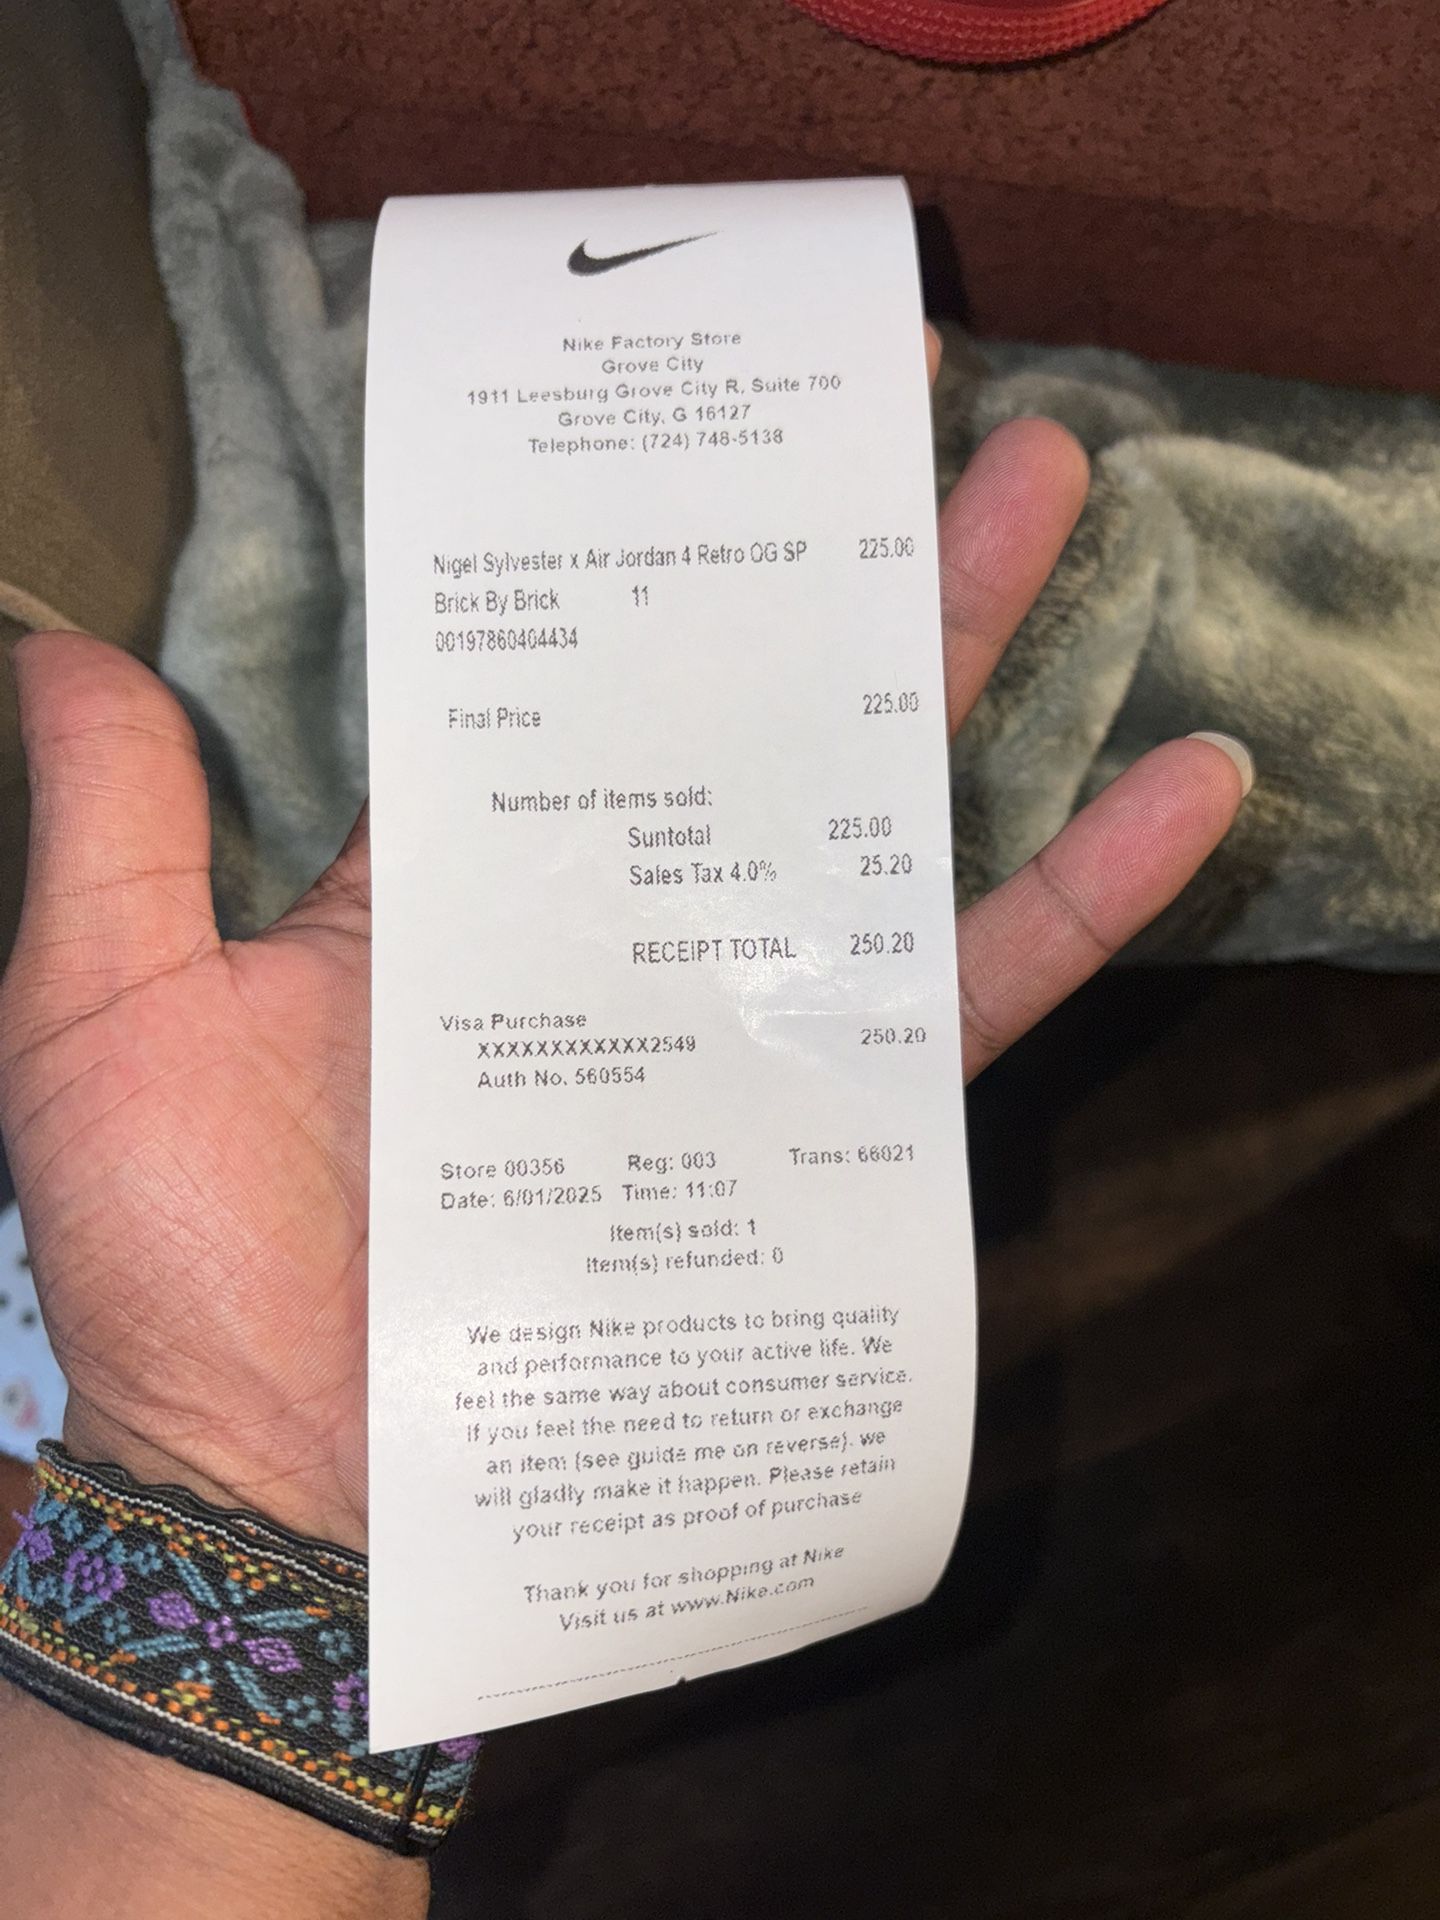 Nike Factory Store
Grove City
1911 Leesburg Grove City R, Suite 700
Grove City, G 16127
Telephone: (724) 748-5138
Nigel Sylvester x Air Jordan 4 Retro OG SP 225.00
Brick By Brick 11
00197860404434
Final Price 225.00
Number of items sold:
Suntotal 225.00
Sales Tax 4.0% 25.20
RECEIPT TOTAL 250.20
Visa Purchase
XXXXXXXXXXXX2549 250.20
Auth No. 560554
Store 00356 Reg: 003 Trans: 66021
Date: 6/01/2025 Time: 11:07
Item(s) sold: 1
Item(s) refunded: 0
We design Nike products to bring quality
and performance to your active life. We
feel the same way about consumer service.
If you feel the need to return or exchange
an item (see guide me on reverse). we
will gladly make it happen. Please retain
your receipt as proof of purchase
Thank you for shopping at Nike
Visit us at www.Nike.com